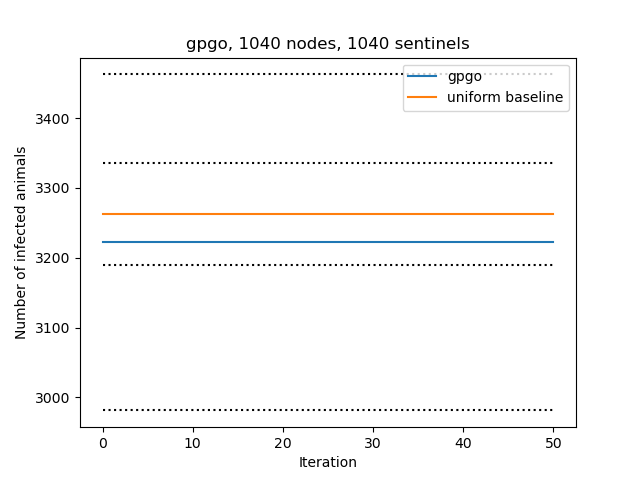 gpgo, 1040 nodes, 1040 sentinels
gpgo
uniform baseline
3400
3300
3200
3100
3000
Number of infected animals
0 10 20 30 40 50
Iteration